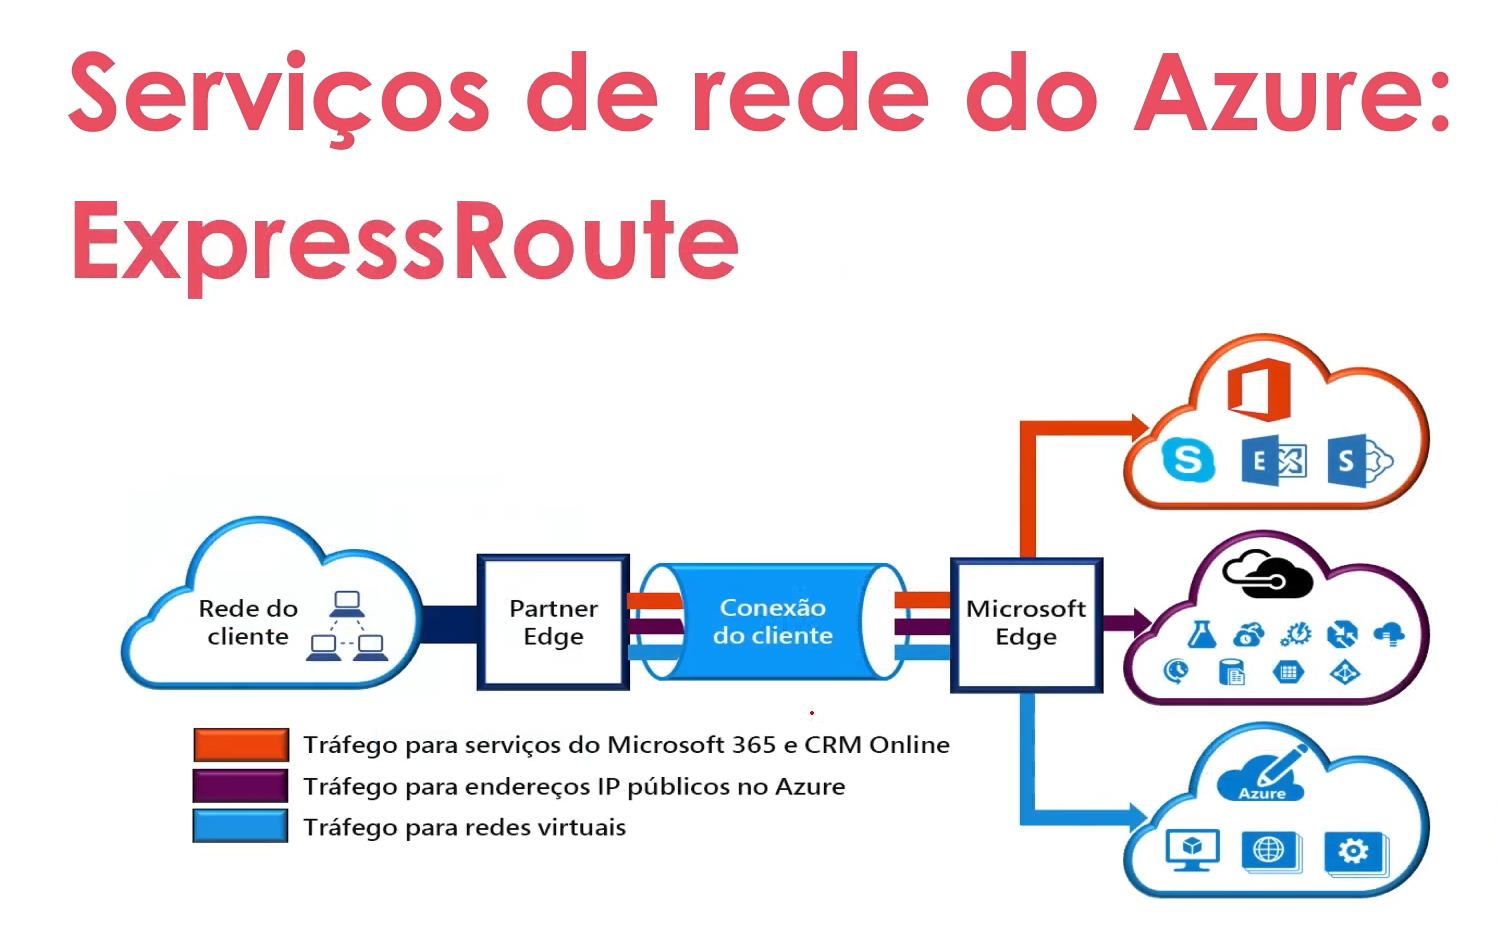 Serviços de rede do Azure:
ExpressRoute
Rede do
cliente
Partner
Edge
Conexão
do cliente
Microsoft
Edge
S
E
S
Azure
Tráfego para serviços do Microsoft 365 e CRM Online
Tráfego para endereços IP públicos no Azure
Tráfego para redes virtuais